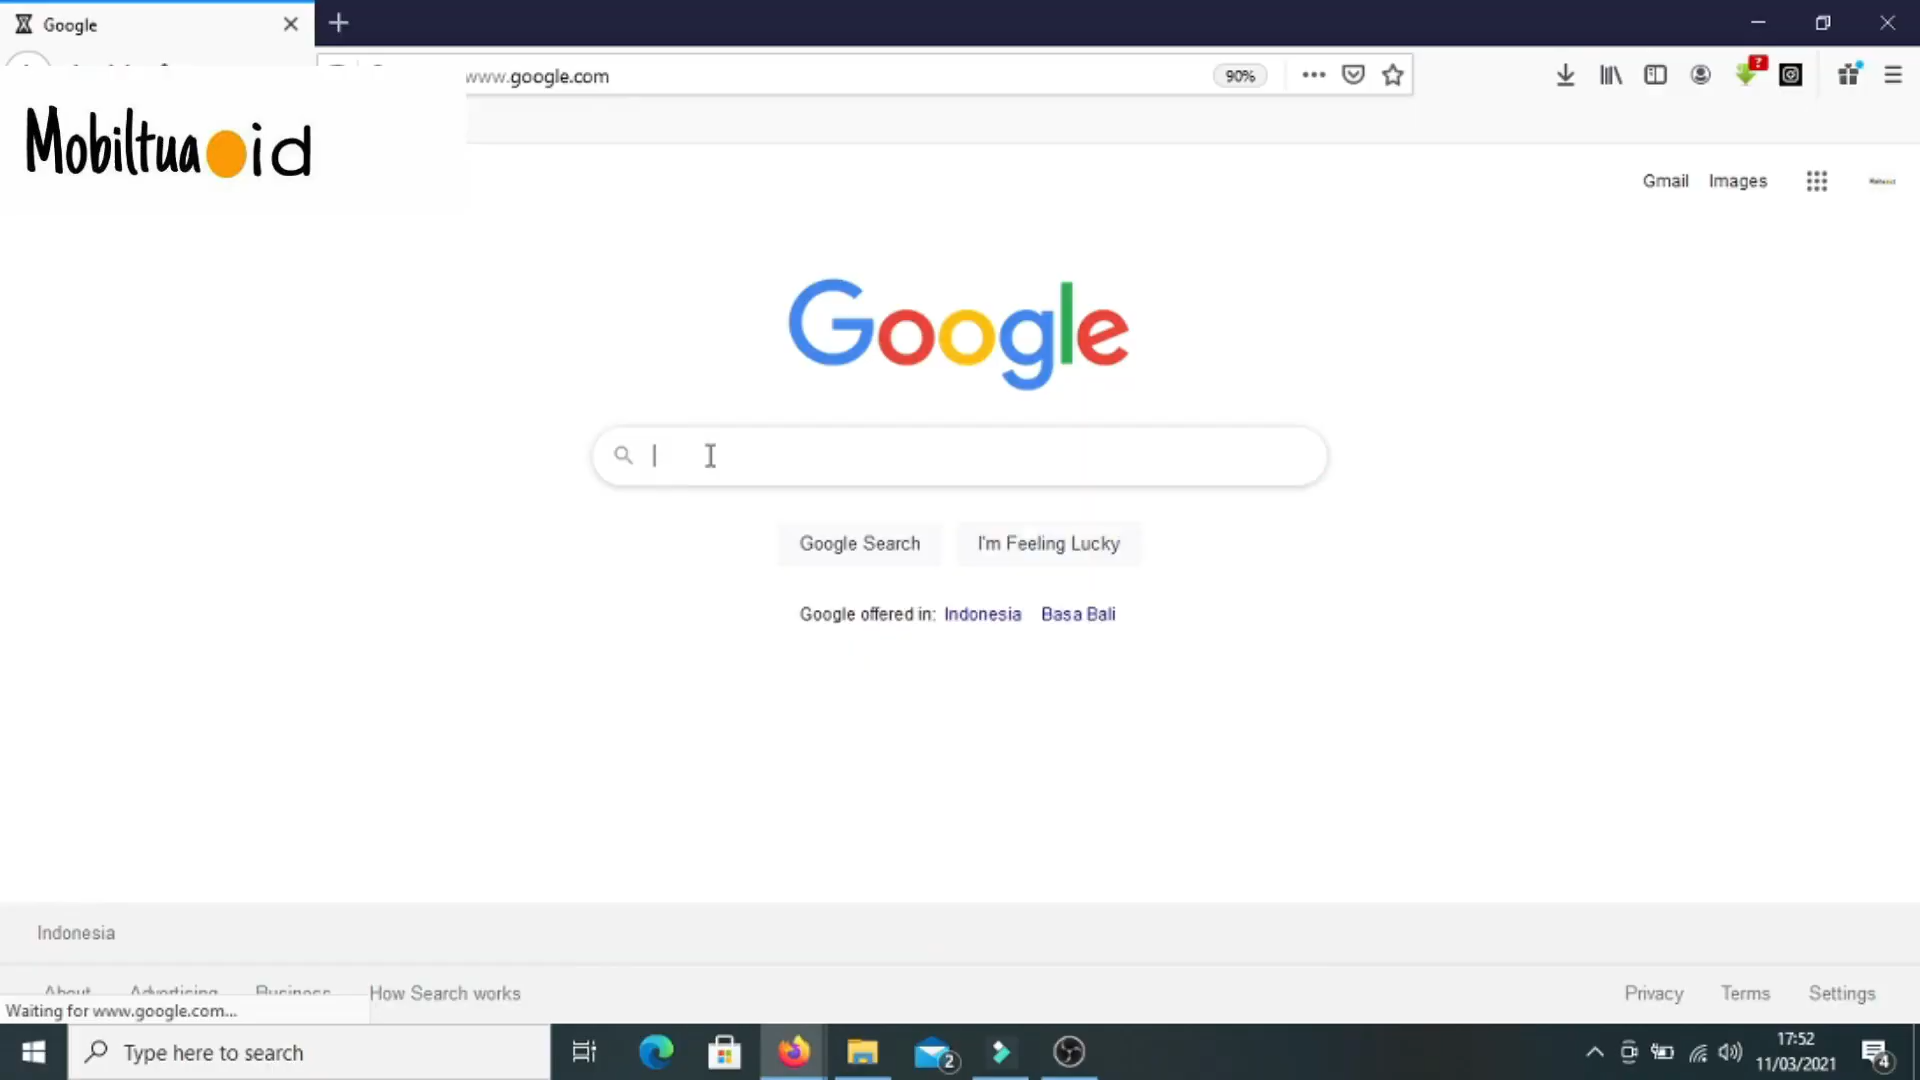 Google
www.google.com
90%
?
Mobiltua id
Gmail Images
Google
Google Search I'm Feeling Lucky
Google offered in: Indonesia Basa Bali
Indonesia
About Advertising Business How Search works
Privacy Terms Settings
Waiting for www.google.com...
Type here to search
2
17:52
11/03/2021
4